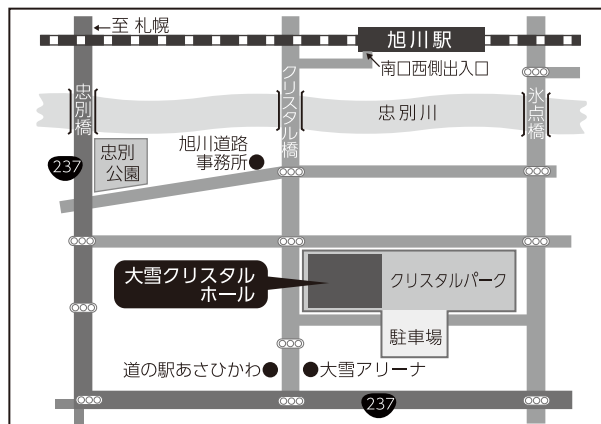 ←至 札幌
旭川駅
南口西側出入口
忠別橋
クリスタル橋
氷点橋
忠別川
旭川道路
事務所
忠別
公園
237
大雪クリスタル
ホール
クリスタルパーク
駐車場
道の駅あさひかわ
大雪アリーナ
237